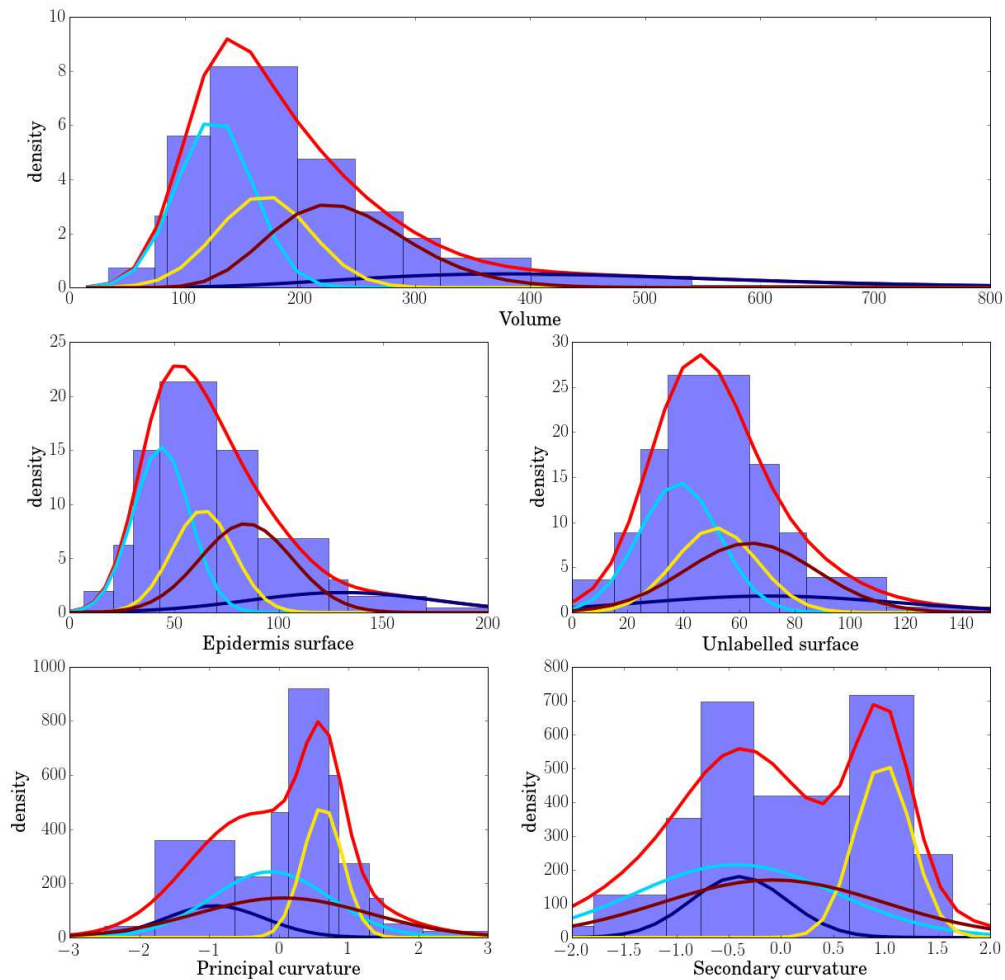 10
8
6
4
2
0
density
0 100 200 300 400 500 600 700 800
Volume
25
20
15
10
5
0
density
0 50 100 150 200
Epidermis surface
30
25
20
15
10
5
0
density
0 20 40 60 80 100 120 140
Unlabelled surface
1000
800
600
400
200
0
density
−3 −2 −1 0 1 2 3
Principal curvature
800
700
600
500
400
300
200
100
0
density
−2.0 −1.5 −1.0 −0.5 0.0 0.5 1.0 1.5 2.0
Secondary curvature